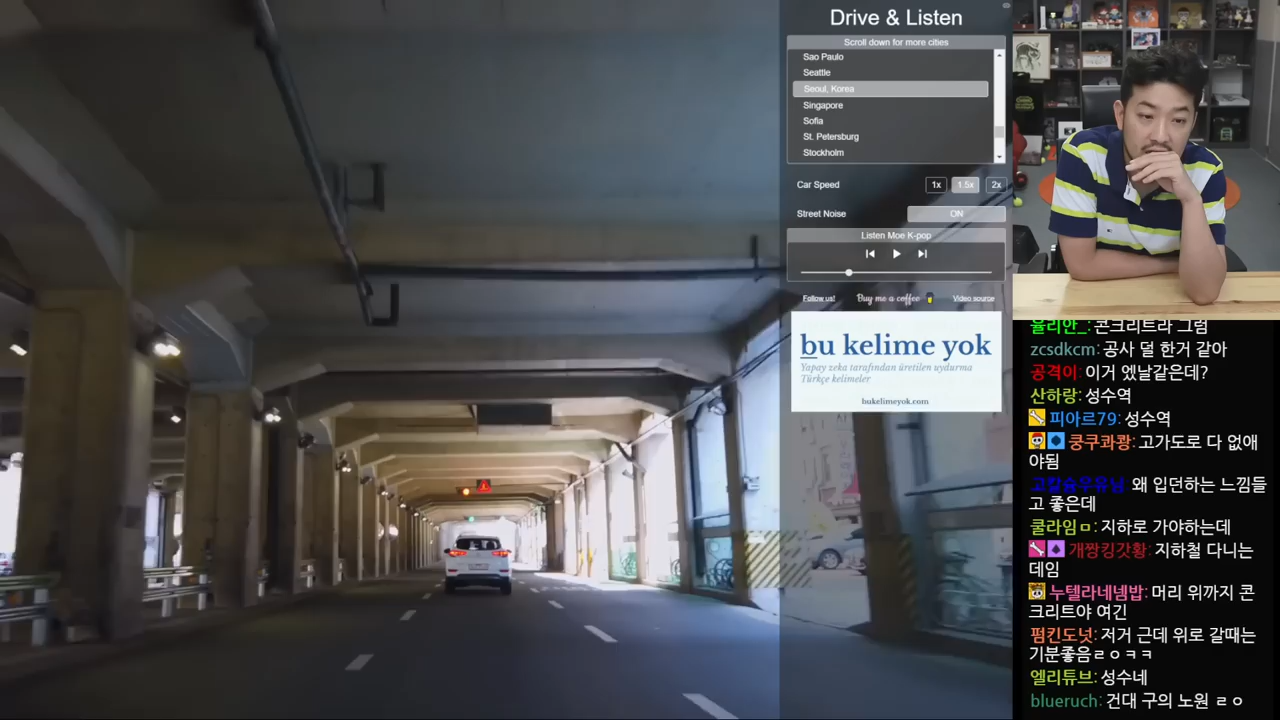 Drive & Listen
Scroll down for more cities
Sao Paulo
Seattle
Seoul, Korea
Singapore
Sofia
St. Petersburg
Stockholm
Car Speed
1x
1.5x
2x
Street Noise
ON
Listen Moe K-pop
Follow us!
Buy me a coffee
Video source
bu kelime yok
Yapay zeka tarafından üretilen uydurma
Türkçe kelimeler
bukelimeyok.com
율리안_: 콘크리트라 그럼
zcsdkcm: 공사 덜 한거 같아
공격이: 이거 옜날같은데?
산하랑: 성수역
피아르79: 성수역
쿵쿠콰쾅: 고가도로 다 없애
야됨
고칼슘우유님: 왜 입던하는 느낌들
고 좋은데
쿨라임ㅁ: 지하로 가야하는데
개짱킹갓황: 지하철 다니는
데임
누텔라네넴밥: 머리 위까지 콘
크리트야 여긴
펌킨도넛: 저거 근데 위로 갈때는
기분좋음ㄹㅇㅋㅋ
엘리튜브: 성수네
blueruch: 건대 구의 노원 ㄹㅇ